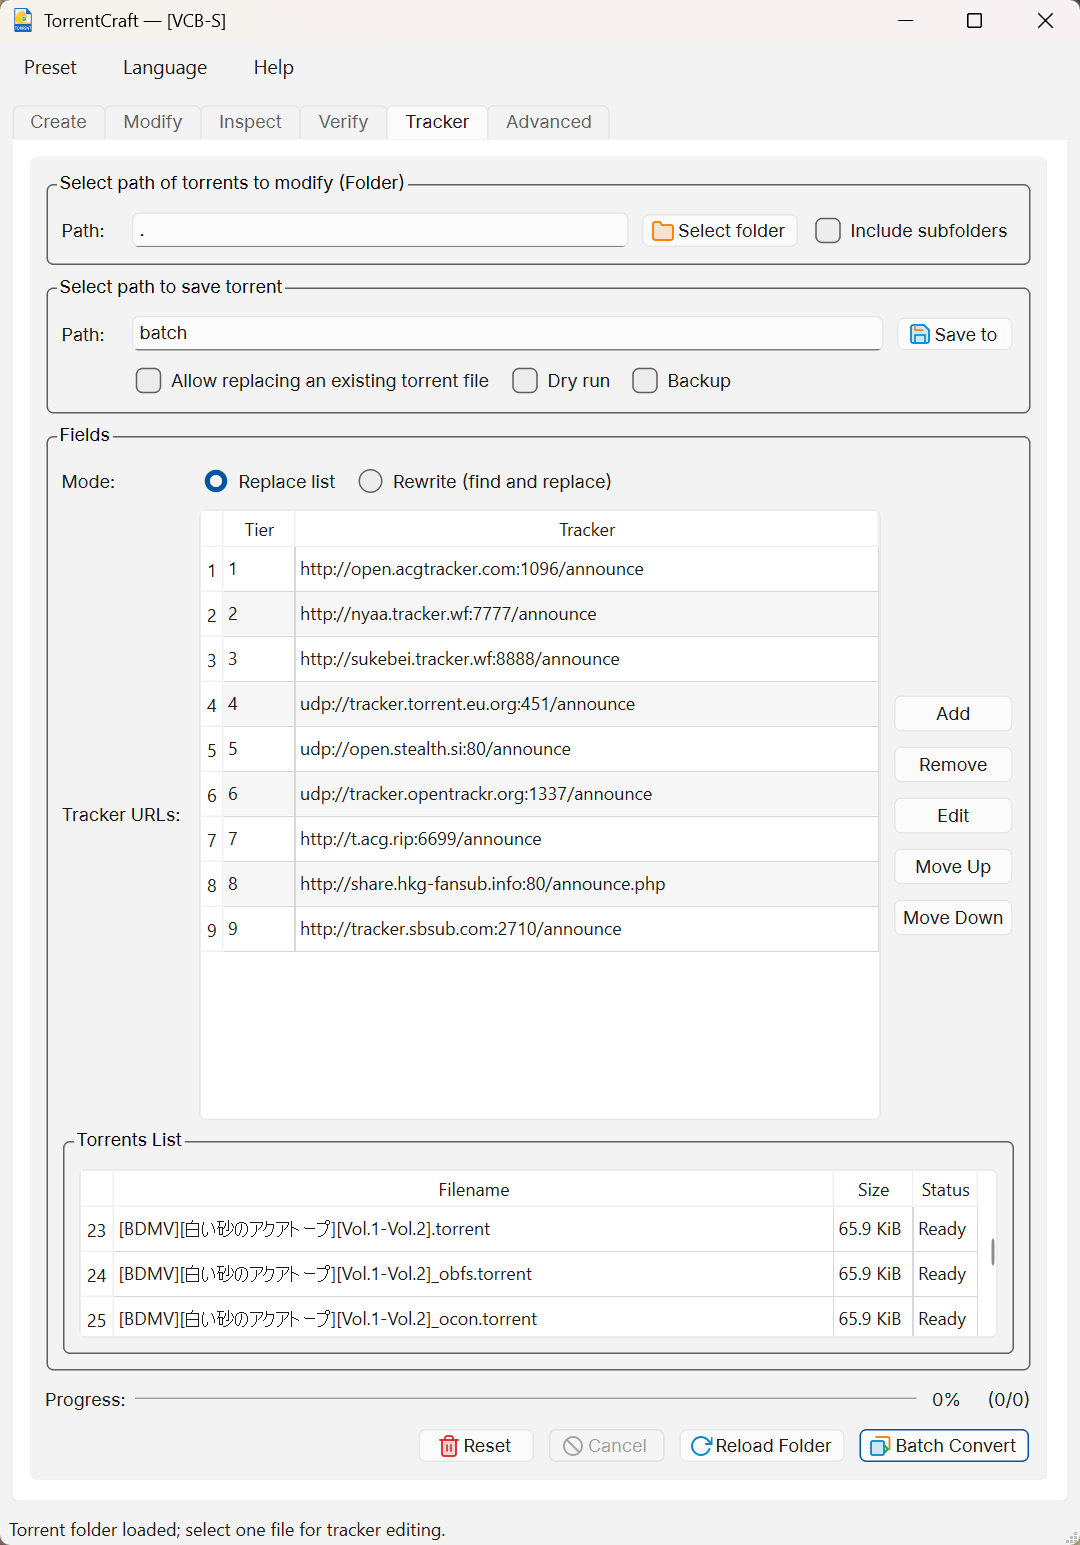 TorrentCraft — [VCB-S]
Preset Language Help
Create Modify Inspect Verify Tracker Advanced
Select path of torrents to modify (Folder)
Path: . Select folder Include subfolders
Select path to save torrent
Path: batch Save to
Allow replacing an existing torrent file Dry run Backup
Fields
Mode: Replace list Rewrite (find and replace)
Tier Tracker
1 1 http://open.acgtracker.com:1096/announce
2 2 http://nyaa.tracker.wf:7777/announce
3 3 http://sukebei.tracker.wf:8888/announce
4 4 udp://tracker.torrent.eu.org:451/announce
5 5 udp://open.stealth.si:80/announce
6 6 udp://tracker.opentrackr.org:1337/announce
7 7 http://t.acg.rip:6699/announce
8 8 http://share.hkg-fansub.info:80/announce.php
9 9 http://tracker.sbsub.com:2710/announce
Tracker URLs:
Add
Remove
Edit
Move Up
Move Down
Torrents List
Filename Size Status
23 [BDMV][白い砂のアクアトープ][Vol.1-Vol.2].torrent 65.9 KiB Ready
24 [BDMV][白い砂のアクアトープ][Vol.1-Vol.2]_obfs.torrent 65.9 KiB Ready
25 [BDMV][白い砂のアクアトープ][Vol.1-Vol.2]_ocon.torrent 65.9 KiB Ready
Progress: 0% (0/0)
Reset Cancel Reload Folder Batch Convert
Torrent folder loaded; select one file for tracker editing.